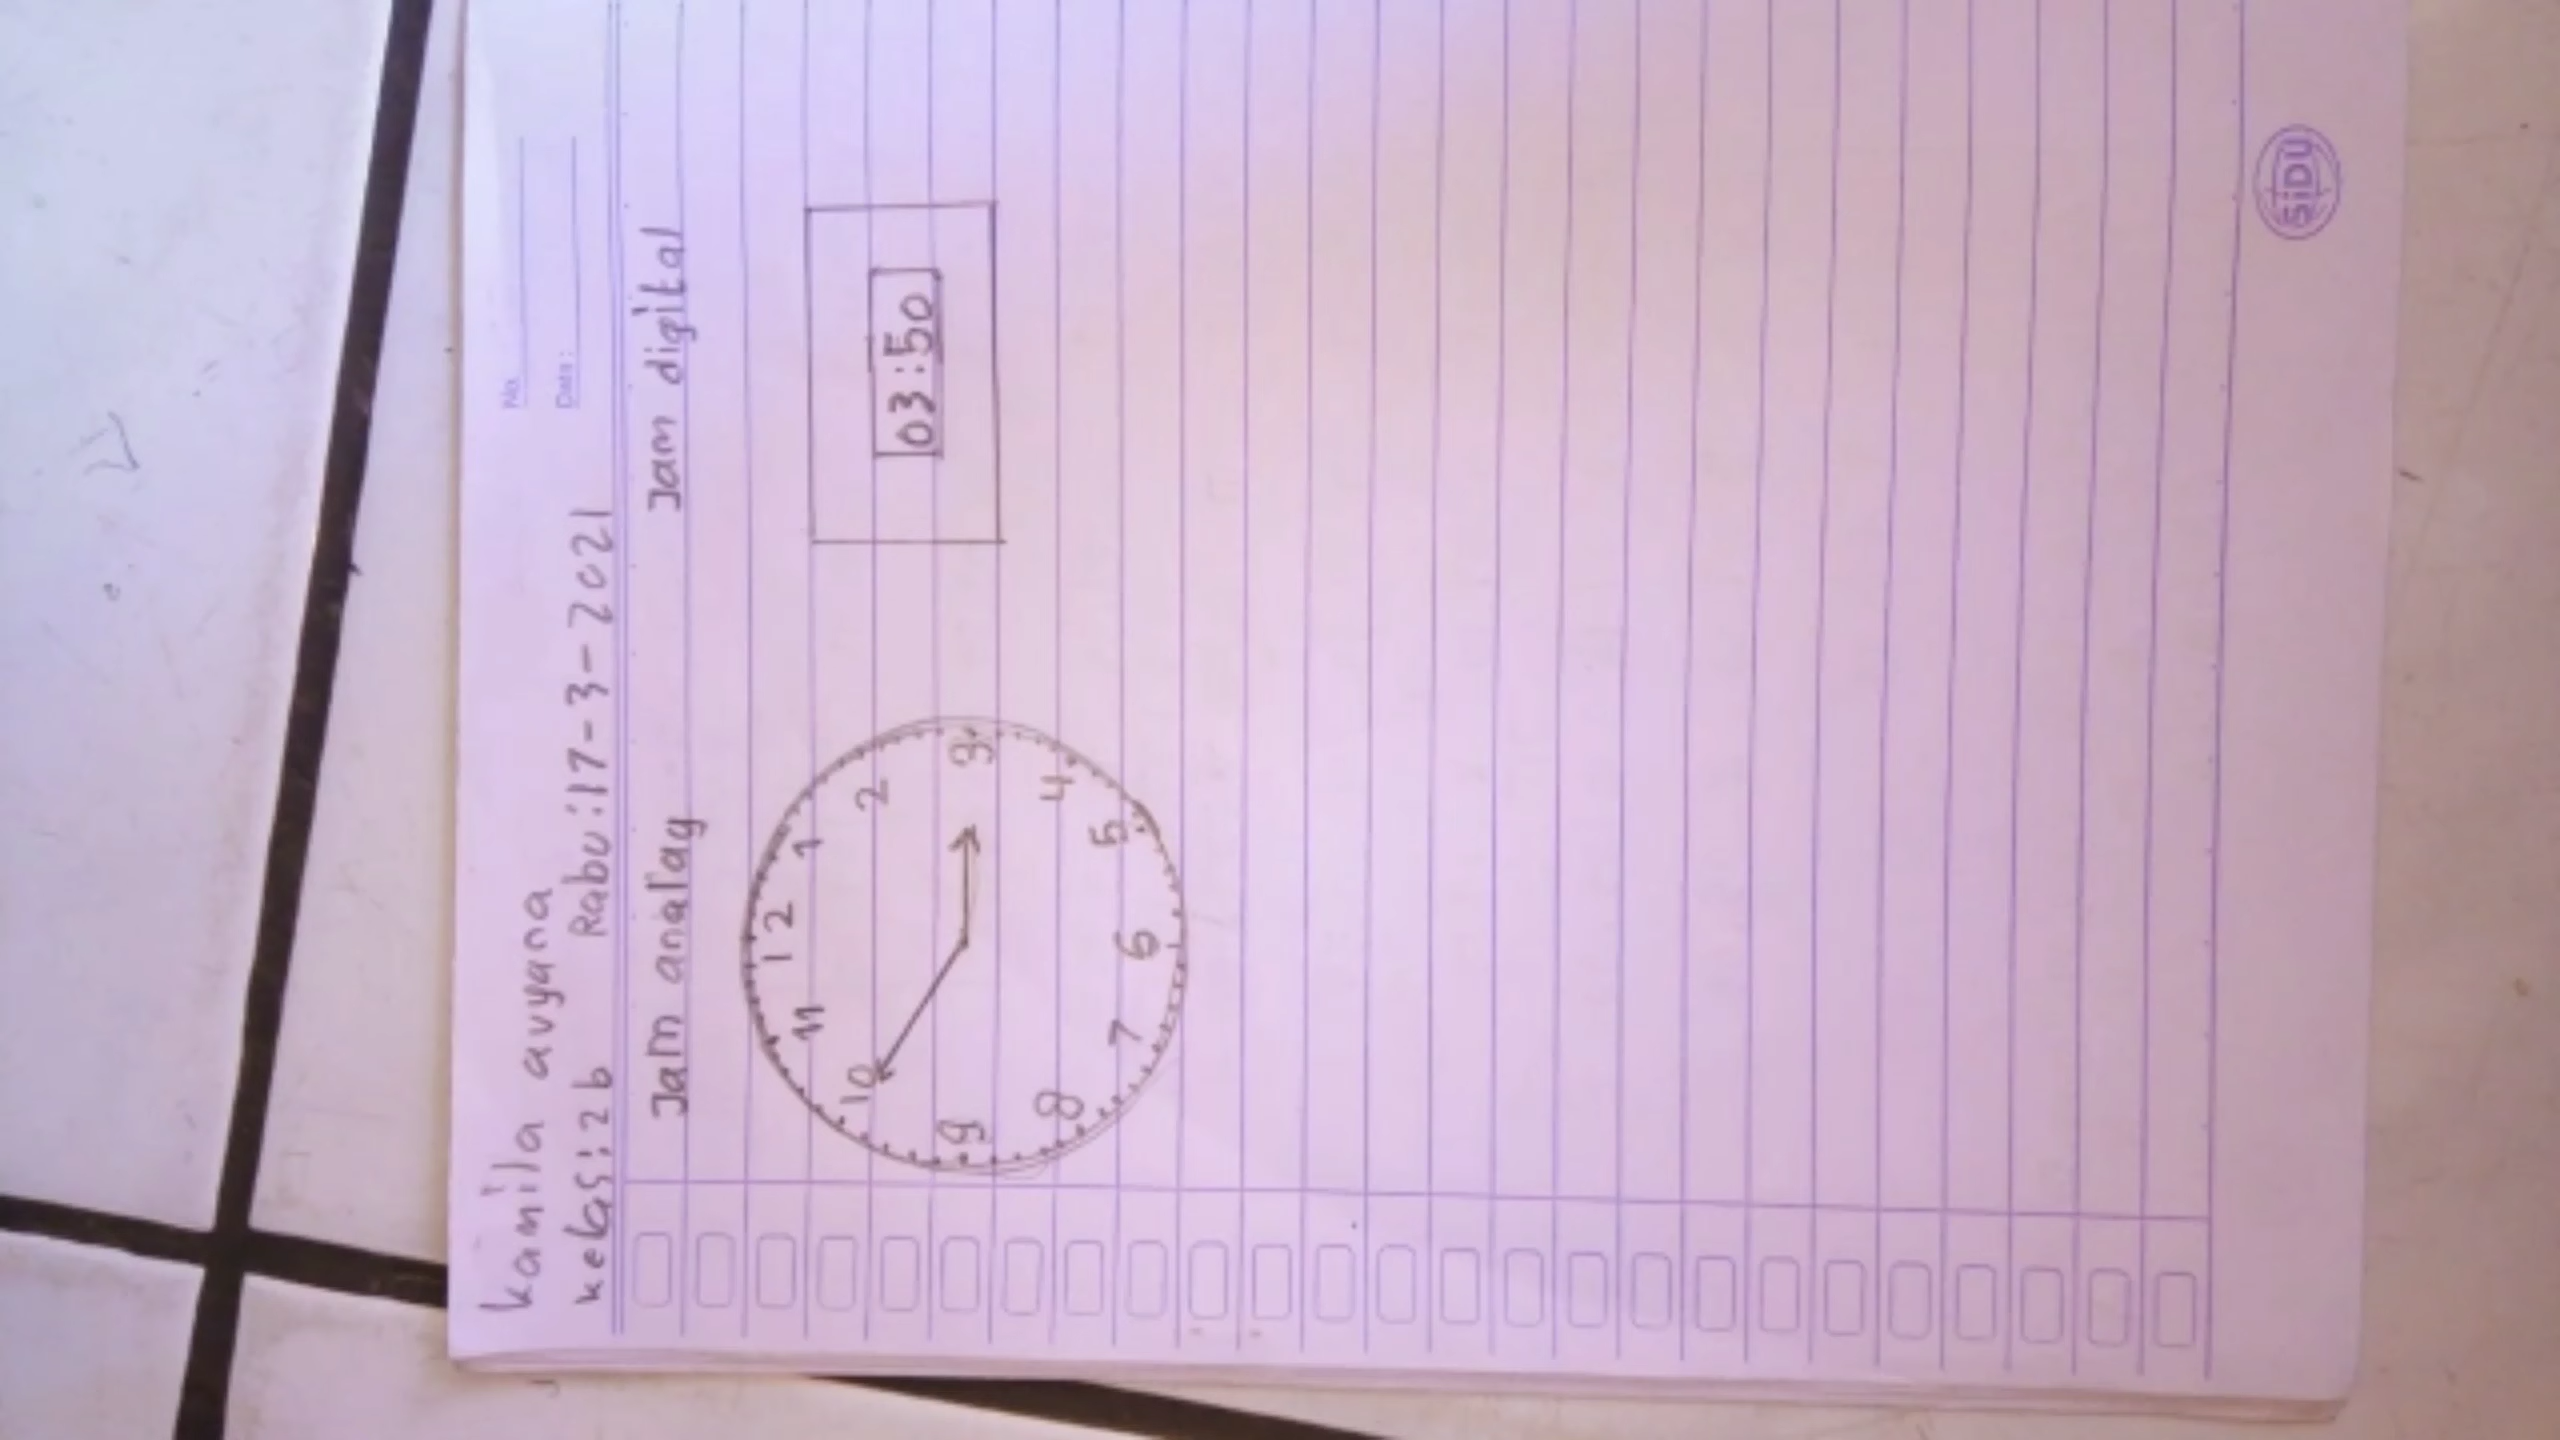 No.
kamila avyana
Date:
kelas: 2b Rabu: 17-3-2021
Jam analag Jam digital
12
11 1
10 2
9 3
8 4
7 5
6
03:50
SiDU